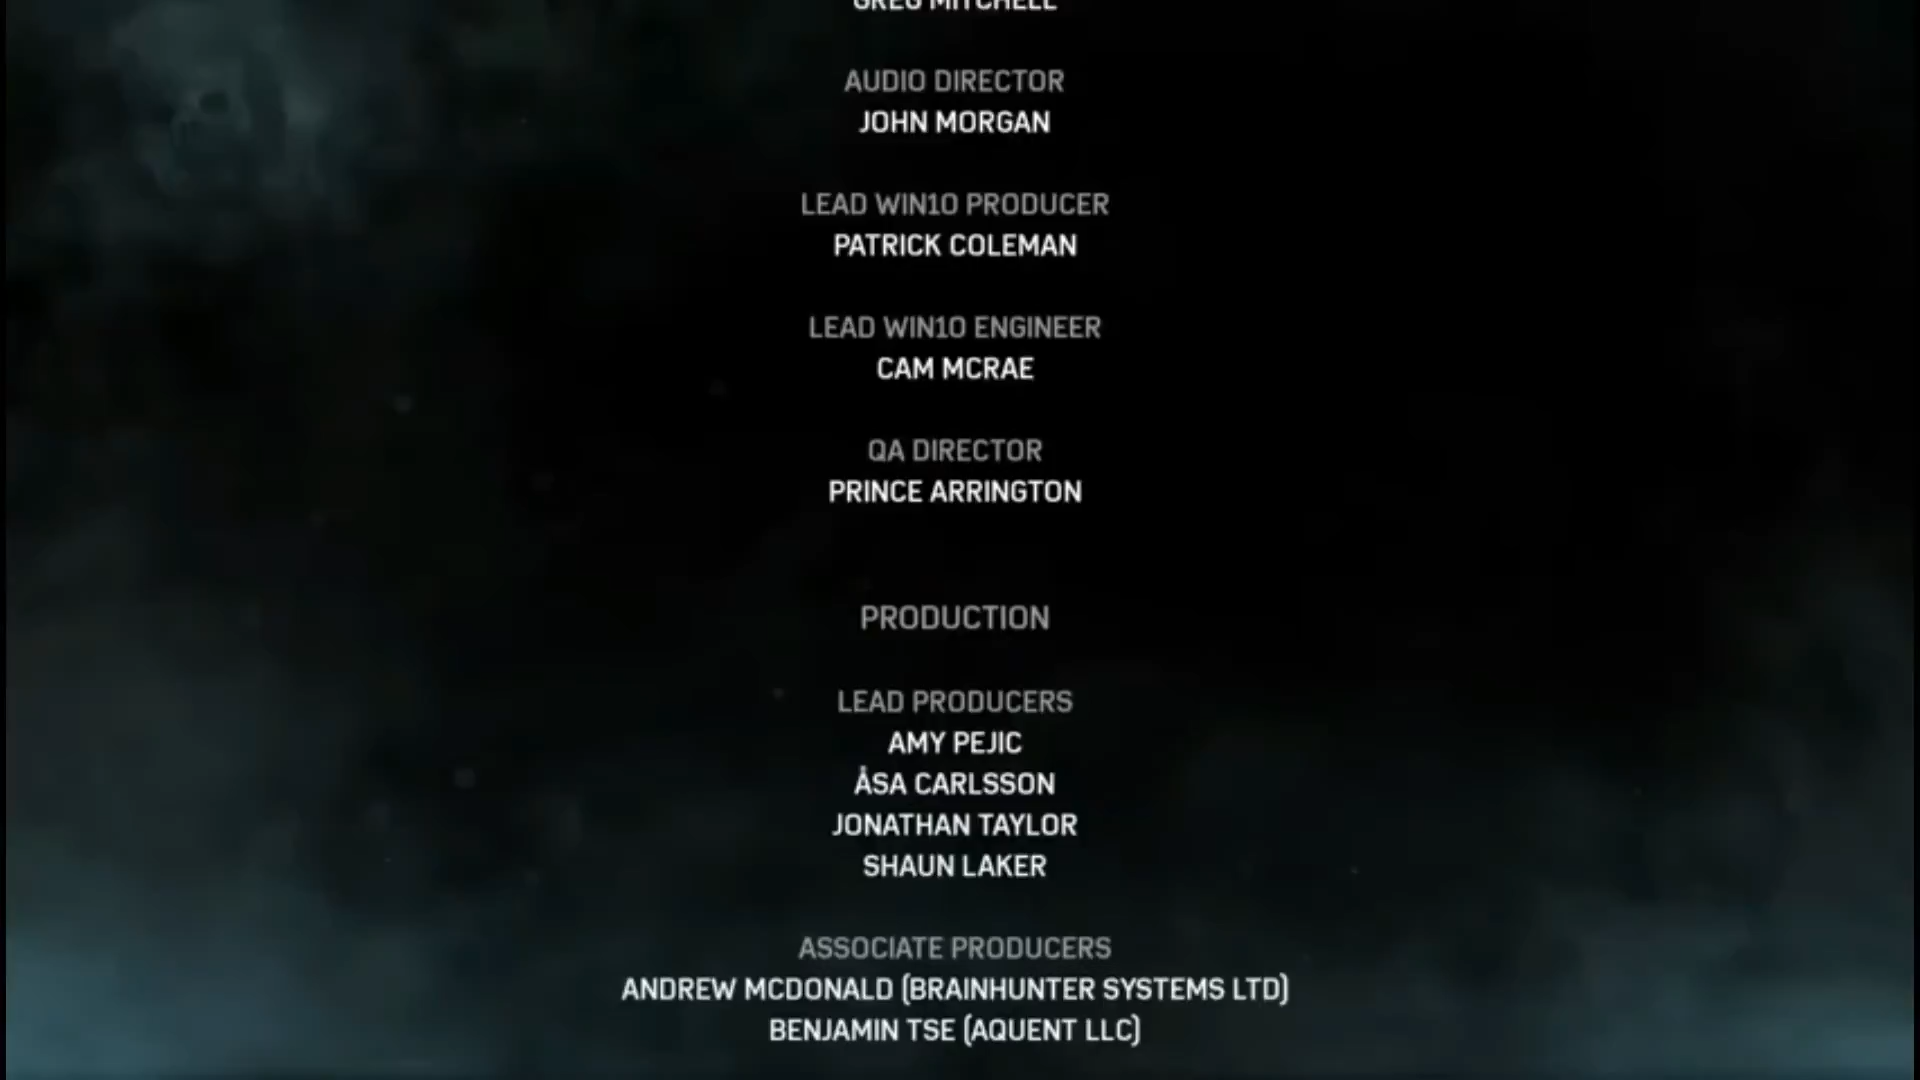 GREG MITCHELL
AUDIO DIRECTOR
JOHN MORGAN
LEAD WIN10 PRODUCER
PATRICK COLEMAN
LEAD WIN10 ENGINEER
CAM MCRAE
QA DIRECTOR
PRINCE ARRINGTON
PRODUCTION
LEAD PRODUCERS
AMY PEJIC
ÅSA CARLSSON
JONATHAN TAYLOR
SHAUN LAKER
ASSOCIATE PRODUCERS
ANDREW MCDONALD (BRAINHUNTER SYSTEMS LTD)
BENJAMIN TSE (AQUENT LLC)